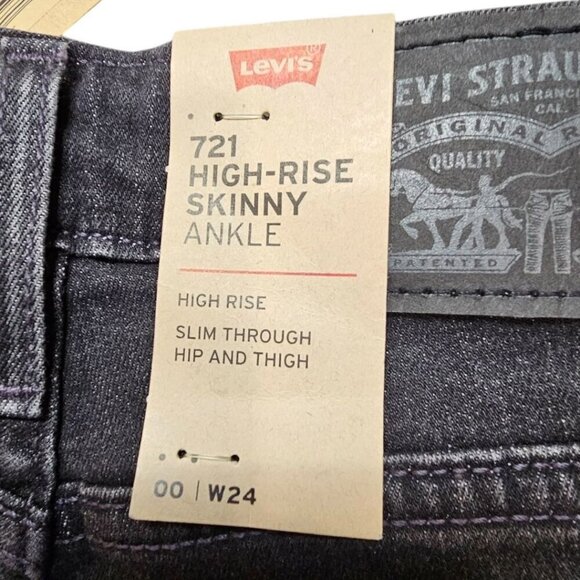 Levi's
®
721
HIGH-RISE
SKINNY
ANKLE
HIGH RISE
SLIM THROUGH
HIP AND THIGH
00 | W24
EVI STRAU
SAN FRANCI
CAL.
ORIGINAL R
QUALITY
PATENTED